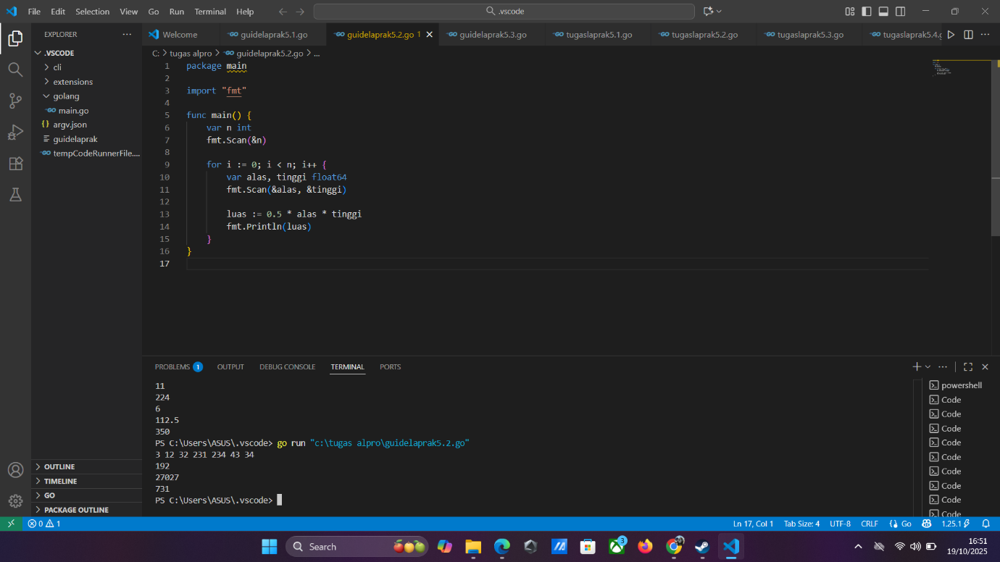 File Edit Selection View Go Run Terminal Help
.vscode
EXPLORER
Welcome
guidelaprak5.1.go
guidelaprak5.2.go 1
guidelaprak5.3.go
tugaslaprak5.1.go
tugaslaprak5.2.go
tugaslaprak5.3.go
tugaslaprak5.4.g
.VSCODE
cli
extensions
golang
main.go
argv.json
guidelaprak
tempCodeRunnerFile....
OUTLINE
TIMELINE
GO
PACKAGE OUTLINE
C: > tugas alpro > guidelaprak5.2.go > ...
1 package main
2
3 import "fmt"
4
5 func main() {
6 var n int
7 fmt.Scan(&n)
8
9 for i := 0; i < n; i++ {
10 var alas, tinggi float64
11 fmt.Scan(&alas, &tinggi)
12
13 luas := 0.5 * alas * tinggi
14 fmt.Println(luas)
15 }
16 }
17
PROBLEMS 1 OUTPUT DEBUG CONSOLE TERMINAL PORTS
11
224
6
112.5
350
PS C:\Users\ASUS\.vscode> go run "c:\tugas alpro\guidelaprak5.2.go"
3 12 32 231 234 43 34
192
27027
731
PS C:\Users\ASUS\.vscode>
powershell
Code
Code
Code
Code
Code
Code
Code
Code
Code
0 1
Ln 17, Col 1 Tab Size: 4 UTF-8 CRLF Go 1.25.1
Search
3
16:51
19/10/2025